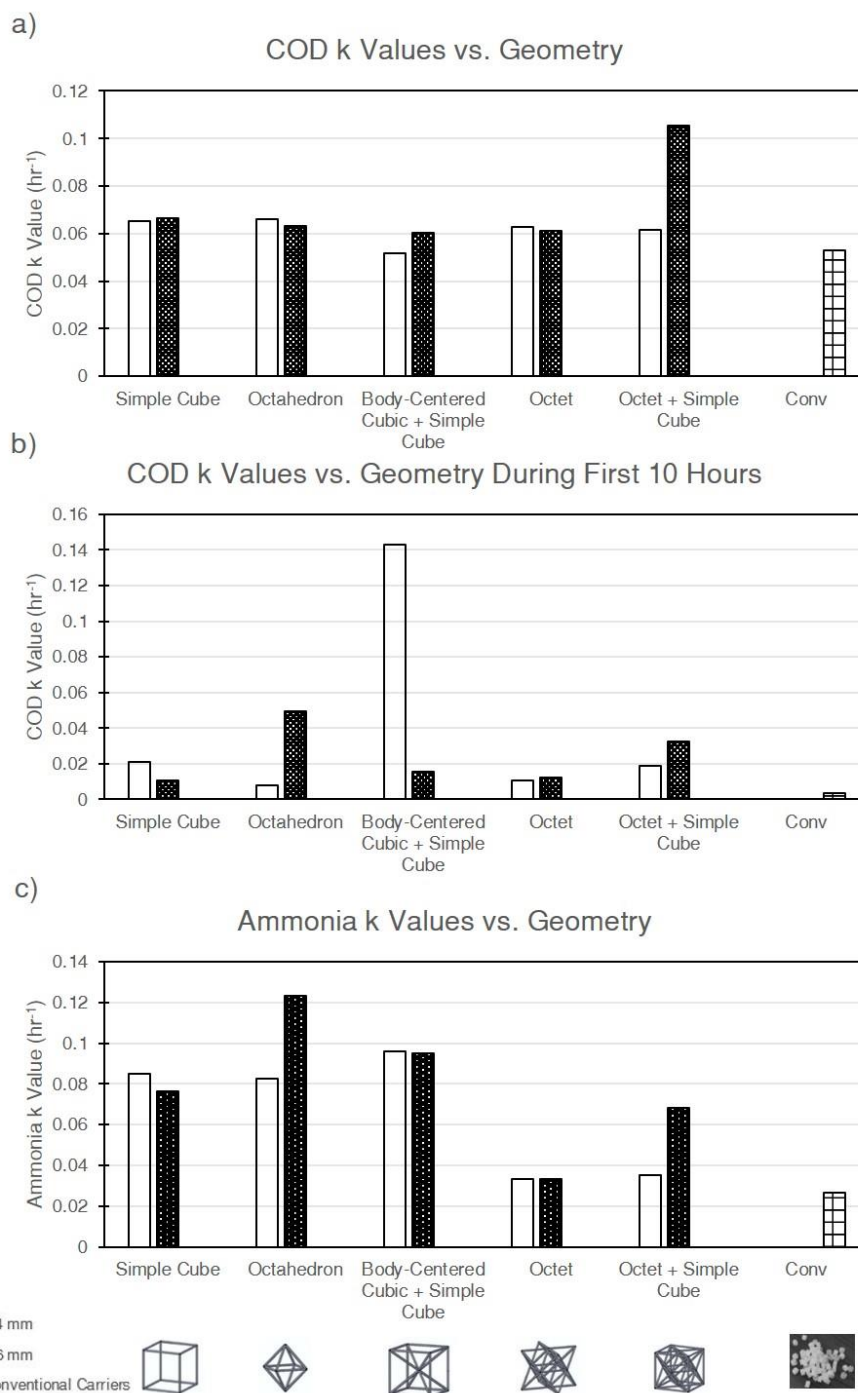 a)
COD k Values vs. Geometry
0.12
0.1
0.08
0.06
0.04
0.02
0
COD k Value (hr⁻¹)
Simple Cube Octahedron Body-Centered Octet Octet + Simple Conv
Cubic + Simple Cube
Cube
b)
COD k Values vs. Geometry During First 10 Hours
0.16
0.14
0.12
0.1
0.08
0.06
0.04
0.02
0
COD k Value (hr⁻¹)
Simple Cube Octahedron Body-Centered Octet Octet + Simple Conv
Cubic + Simple Cube
Cube
c)
Ammonia k Values vs. Geometry
0.14
0.12
0.1
0.08
0.06
0.04
0.02
0
Ammonia k Value (hr⁻¹)
Simple Cube Octahedron Body-Centered Octet Octet + Simple Conv
Cubic + Simple Cube
Cube
mm
mm
onventional Carriers